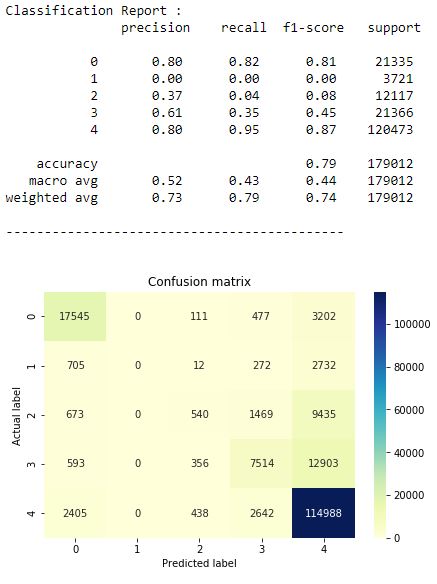 Classification Report :
precision recall f1-score support
0 0.80 0.82 0.81 21335
1 0.00 0.00 0.00 3721
2 0.37 0.04 0.08 12117
3 0.61 0.35 0.45 21366
4 0.80 0.95 0.87 120473
accuracy 0.79 179012
macro avg 0.52 0.43 0.44 179012
weighted avg 0.73 0.79 0.74 179012
--------------------------------------------
Confusion matrix
0 17545 0 111 477 3202
1 705 0 12 272 2732
2 673 0 540 1469 9435
3 593 0 356 7514 12903
4 2405 0 438 2642 114988
0 1 2 3 4
Actual label
Predicted label
100000
80000
60000
40000
20000
0